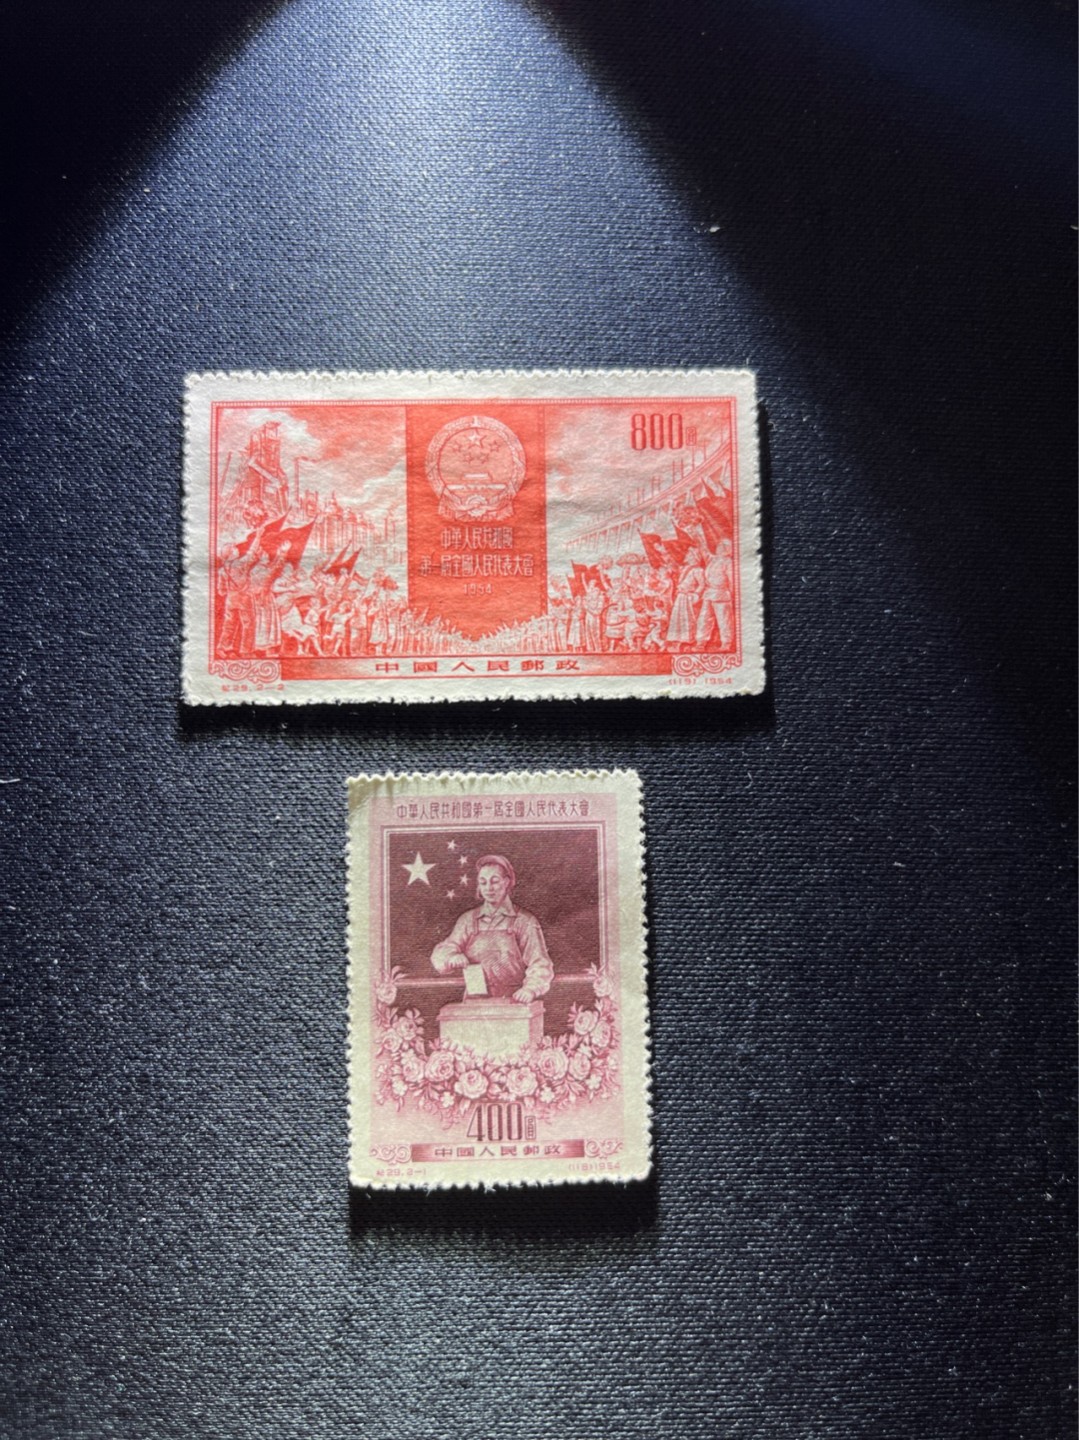 800圓
中華人民共和國
第一屆全國人民代表大會
1954
中國人民郵政
紀29.2-2
(119) 1954
中華人民共和國第一屆全國人民代表大會
400圓
中國人民郵政
紀29.2-1
(118)1954